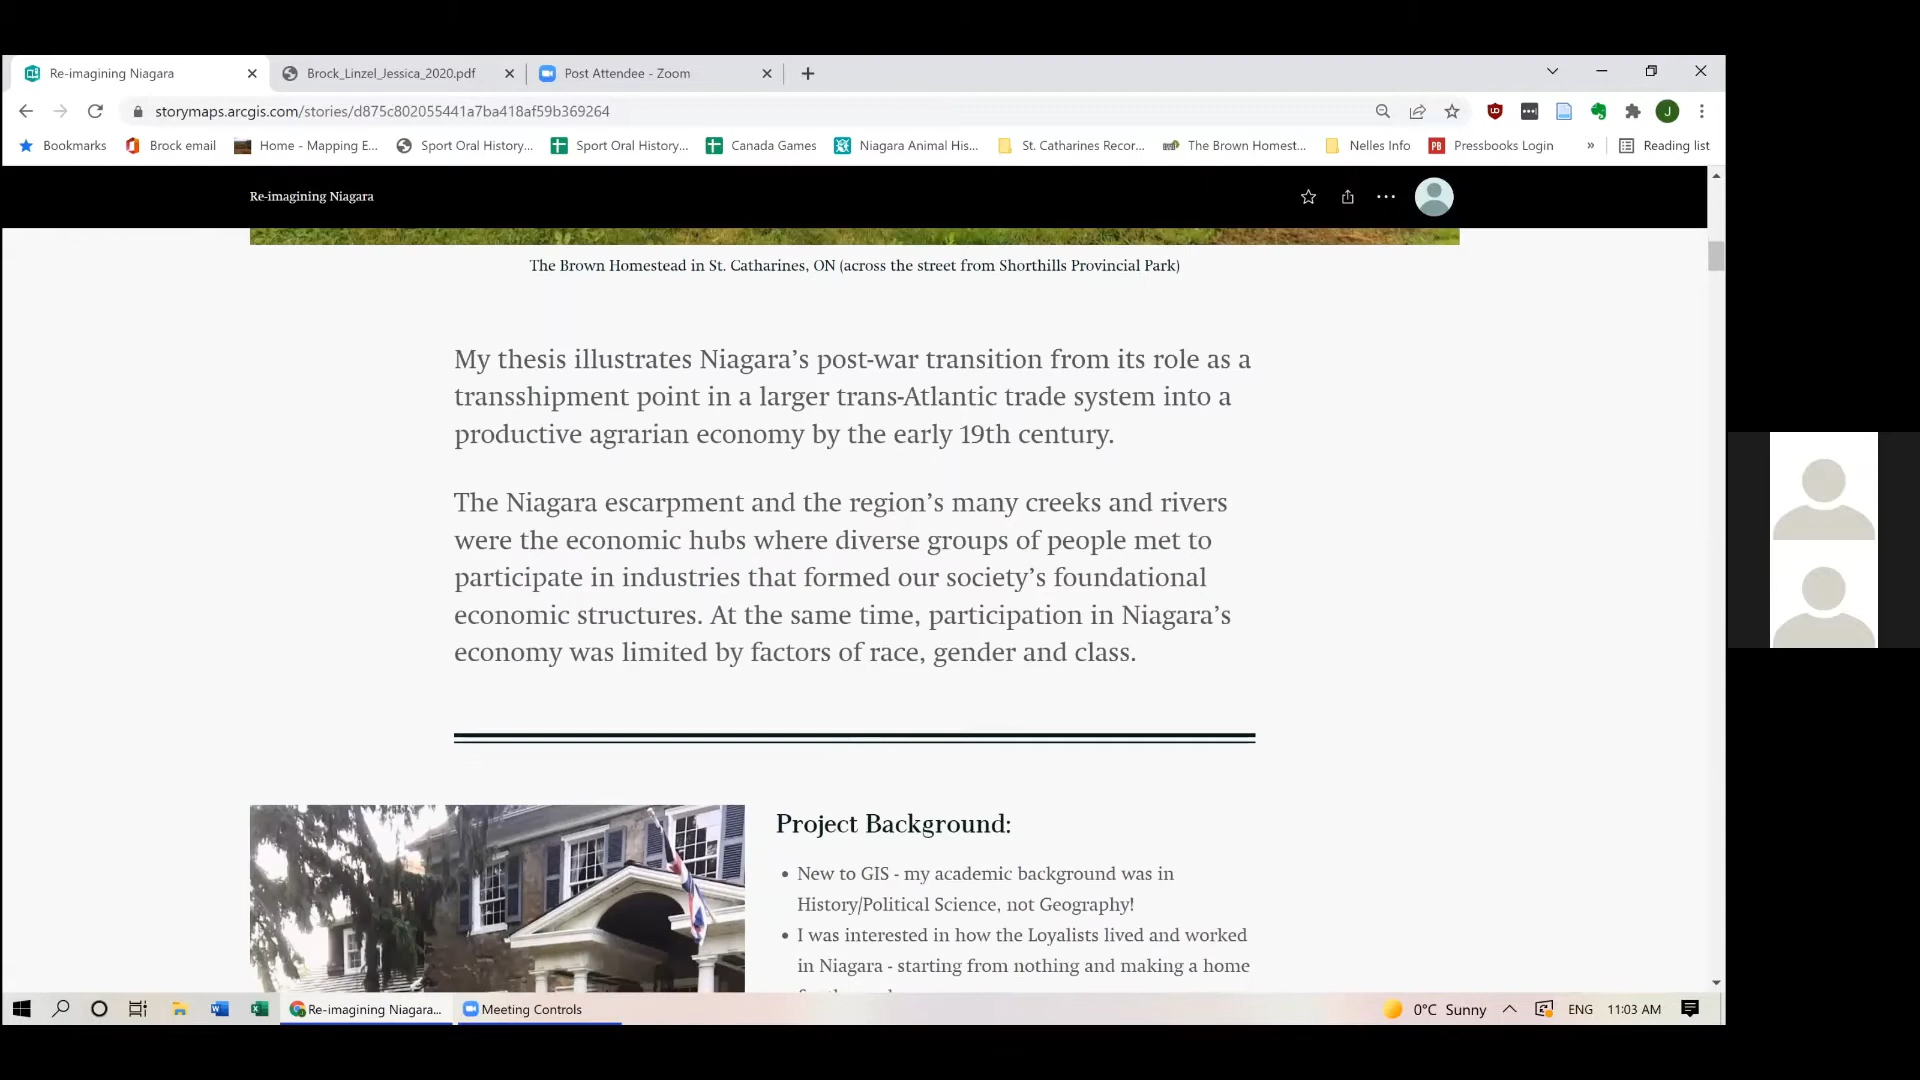 Re-imagining Niagara
Brock_Linzel_Jessica_2020.pdf
Post Attendee - Zoom
storymaps.arcgis.com/stories/d875c802055441a7ba418af59b369264
J
Bookmarks
Brock email
Home - Mapping E...
Sport Oral History...
Sport Oral History...
Canada Games
Niagara Animal His...
St. Catharines Recor...
The Brown Homest...
Nelles Info
PB Pressbooks Login
»
Reading list
Re-imagining Niagara
The Brown Homestead in St. Catharines, ON (across the street from Shorthills Provincial Park)
My thesis illustrates Niagara’s post-war transition from its role as a
transshipment point in a larger trans-Atlantic trade system into a
productive agrarian economy by the early 19th century.
The Niagara escarpment and the region’s many creeks and rivers
were the economic hubs where diverse groups of people met to
participate in industries that formed our society’s foundational
economic structures. At the same time, participation in Niagara’s
economy was limited by factors of race, gender and class.
Project Background:
• New to GIS - my academic background was in
History/Political Science, not Geography!
• I was interested in how the Loyalists lived and worked
in Niagara - starting from nothing and making a home
Re-imagining Niagara...
Meeting Controls
0°C Sunny
ENG
11:03 AM